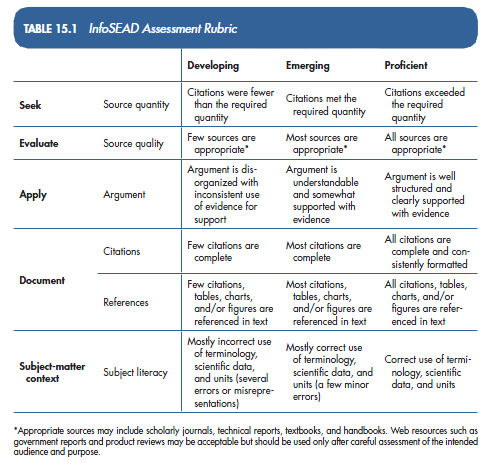 TABLE 15.1 InfoSEAD Assessment Rubric
Developing Emerging Proficient
Seek
Source quantity
Citations were fewer
than the required
quantity
Citations met the
required quantity
Citations exceeded
the required
quantity
Evaluate
Source quality
Few sources are
appropriate*
Most sources are
appropriate*
All sources are
appropriate*
Apply
Argument
Argument is dis-
organized with
inconsistent use
of evidence for
support
Argument is
understandable
and somewhat
supported with
evidence
Argument is well
structured and
clearly supported
with evidence
Document
Citations
Few citations are
complete
Most citations are
complete
All citations are
complete and con-
sistently formatted
References
Few citations,
tables, charts,
and/or figures are
referenced in text
Most citations,
tables, charts,
and/or figures are
referenced in text
All citations, tables,
charts, and/or
figures are refer-
enced in text
Subject-matter
context
Subject literacy
Mostly incorrect use
of terminology,
scientific data,
and units (several
errors or misrepre-
sentations)
Mostly correct use
of terminology,
scientific data, and
units (a few minor
errors)
Correct use of termi-
nology, scientific
data, and units
*Appropriate sources may include scholarly journals, technical reports, textbooks, and handbooks. Web resources such as
government reports and product reviews may be acceptable but should be used only after careful assessment of the intended
audience and purpose.